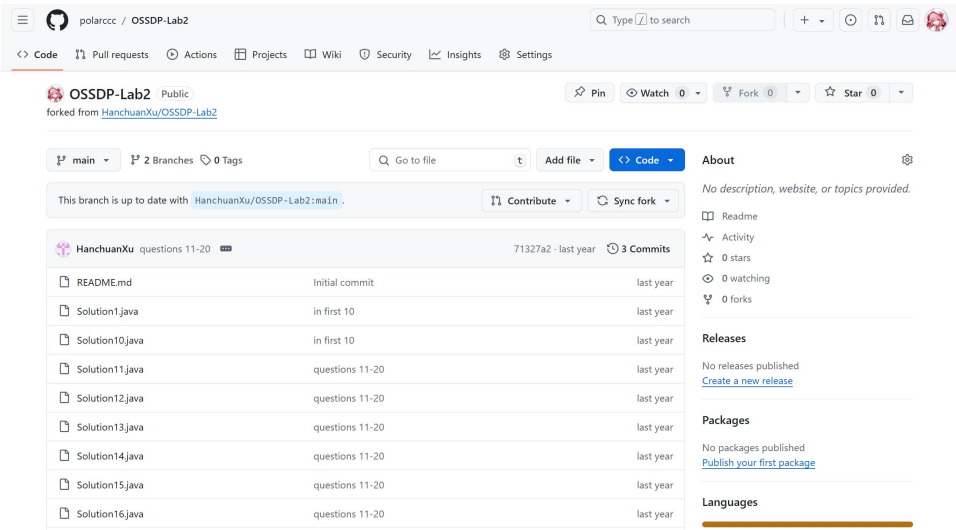 polarccc / OSSDP-Lab2
Type / to search
Code Pull requests Actions Projects Wiki Security Insights Settings
OSSDP-Lab2 Public
Pin Watch 0 Fork 0 Star 0
forked from HanchuanXu/OSSDP-Lab2
main 2 Branches 0 Tags
Go to file t
Add file Code
This branch is up to date with HanchuanXu/OSSDP-Lab2:main .
Contribute Sync fork
HanchuanXu questions 11-20 71327a2 · last year 3 Commits
README.md Initial commit last year
Solution1.java in first 10 last year
Solution10.java in first 10 last year
Solution11.java questions 11-20 last year
Solution12.java questions 11-20 last year
Solution13.java questions 11-20 last year
Solution14.java questions 11-20 last year
Solution15.java questions 11-20 last year
Solution16.java questions 11-20 last year
About
No description, website, or topics provided.
Readme
Activity
0 stars
0 watching
0 forks
Releases
No releases published
Create a new release
Packages
No packages published
Publish your first package
Languages